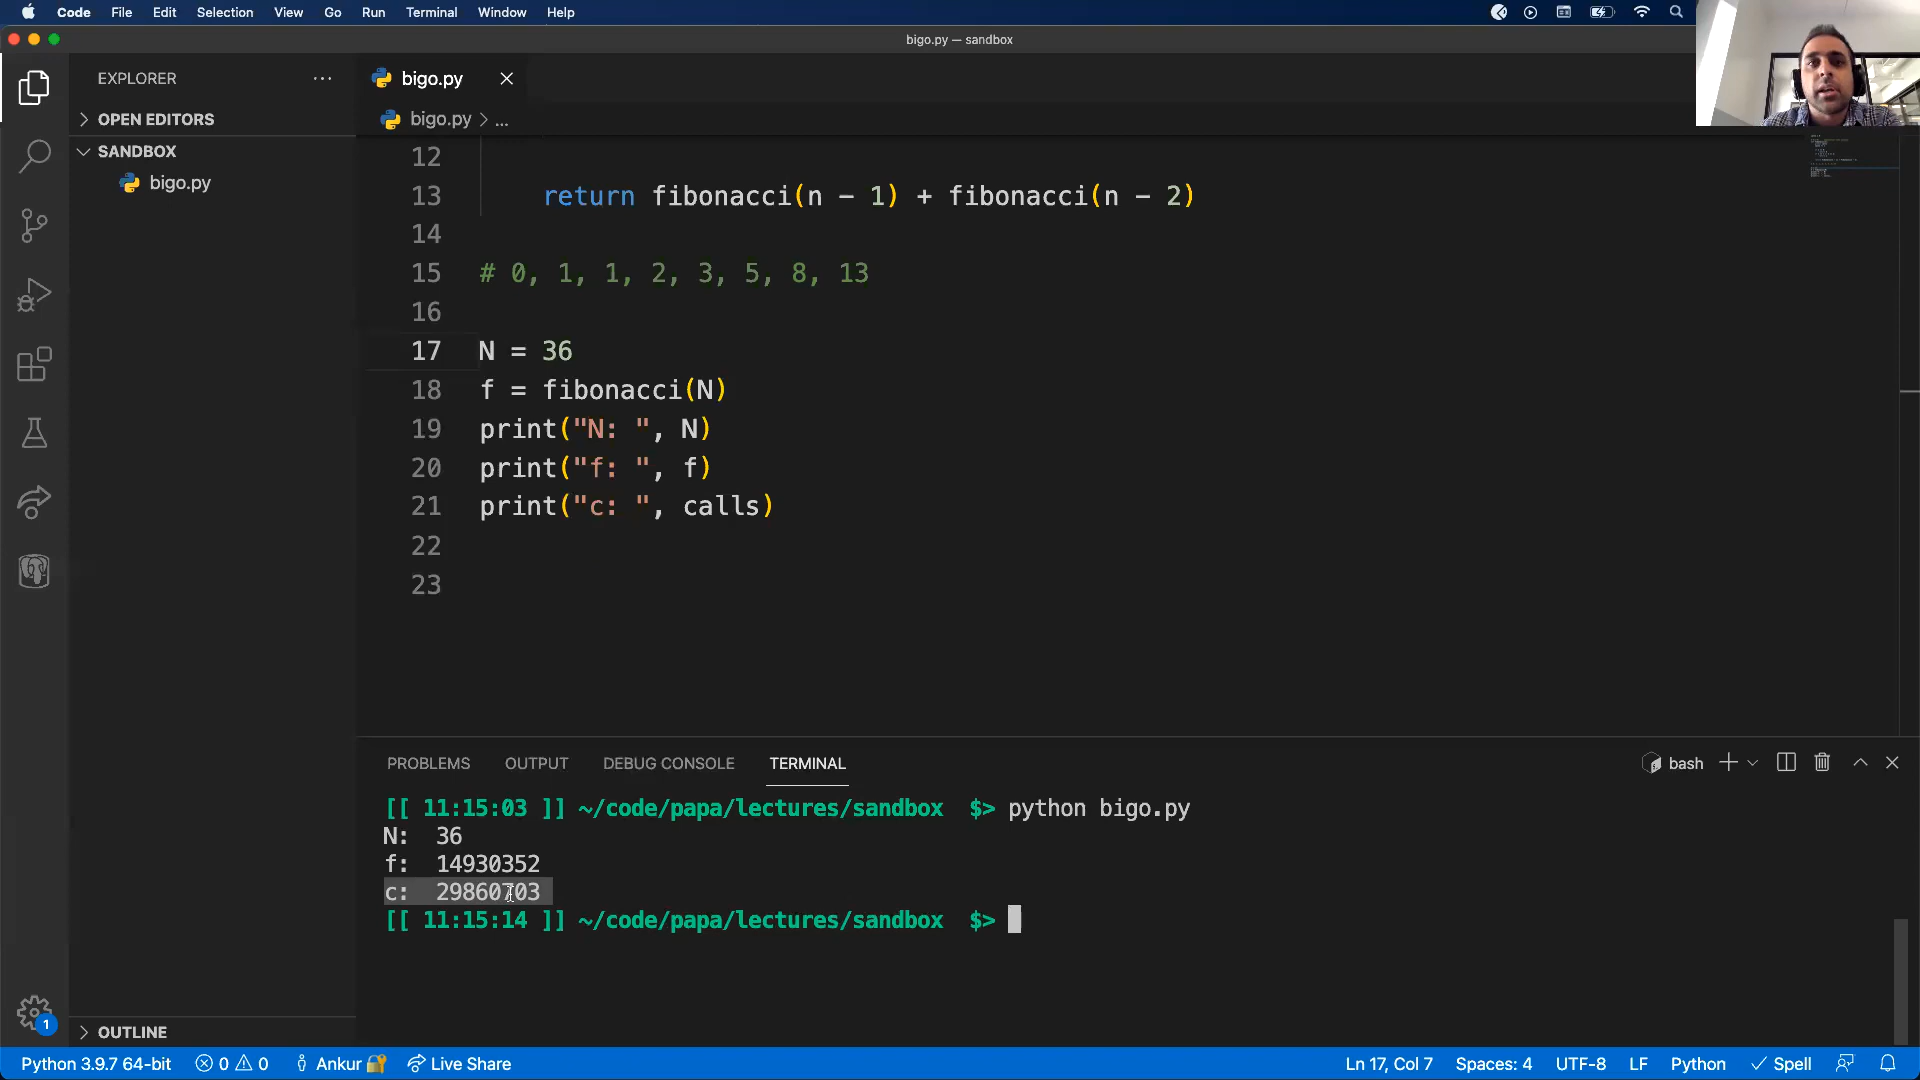 Code File Edit Selection View Go Run Terminal Window Help
bigo.py — sandbox
EXPLORER ...
bigo.py
OPEN EDITORS
bigo.py > ...
SANDBOX
bigo.py
12
13 return fibonacci(n - 1) + fibonacci(n - 2)
14
15 # 0, 1, 1, 2, 3, 5, 8, 13
16
17 N = 36
18 f = fibonacci(N)
19 print("N: ", N)
20 print("f: ", f)
21 print("c: ", calls)
22
23
PROBLEMS OUTPUT DEBUG CONSOLE TERMINAL bash
[[ 11:15:03 ]] ~/code/papa/lectures/sandbox $> python bigo.py
N: 36
f: 14930352
c: 29860703
[[ 11:15:14 ]] ~/code/papa/lectures/sandbox $>
1
OUTLINE
Python 3.9.7 64-bit 0 0 Ankur Live Share Ln 17, Col 7 Spaces: 4 UTF-8 LF Python Spell